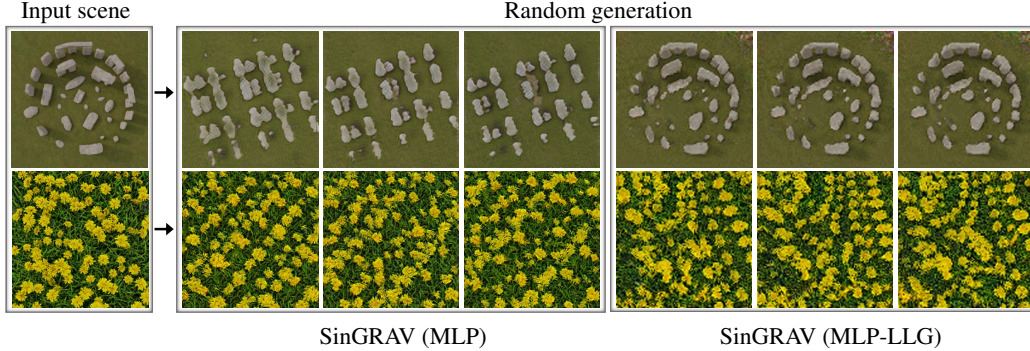 Input scene
Random generation
SinGRAV (MLP)
SinGRAV (MLP-LLG)